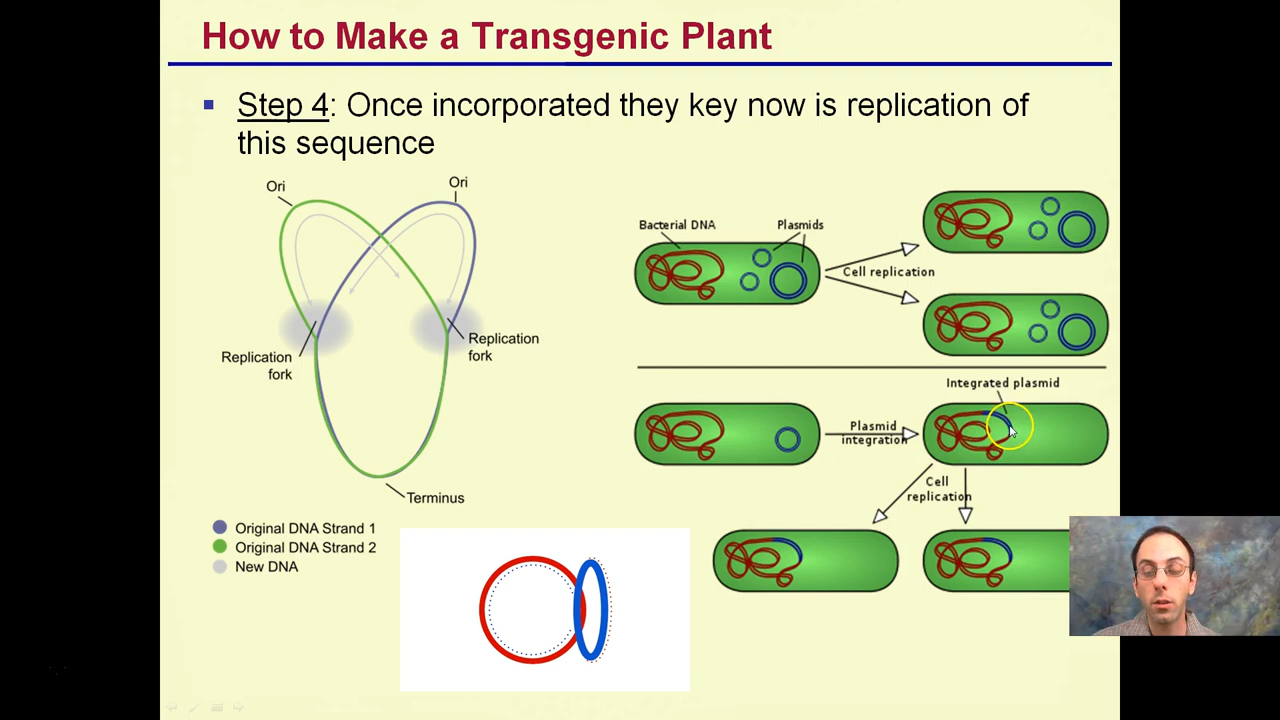 How to Make a Transgenic Plant
Step 4: Once incorporated they key now is replication of
this sequence
Ori
Ori
Replication
fork
Replication
fork
Terminus
Original DNA Strand 1
Original DNA Strand 2
New DNA
Bacterial DNA
Plasmids
Cell replication
Integrated plasmid
Plasmid
integration
Cell
replication